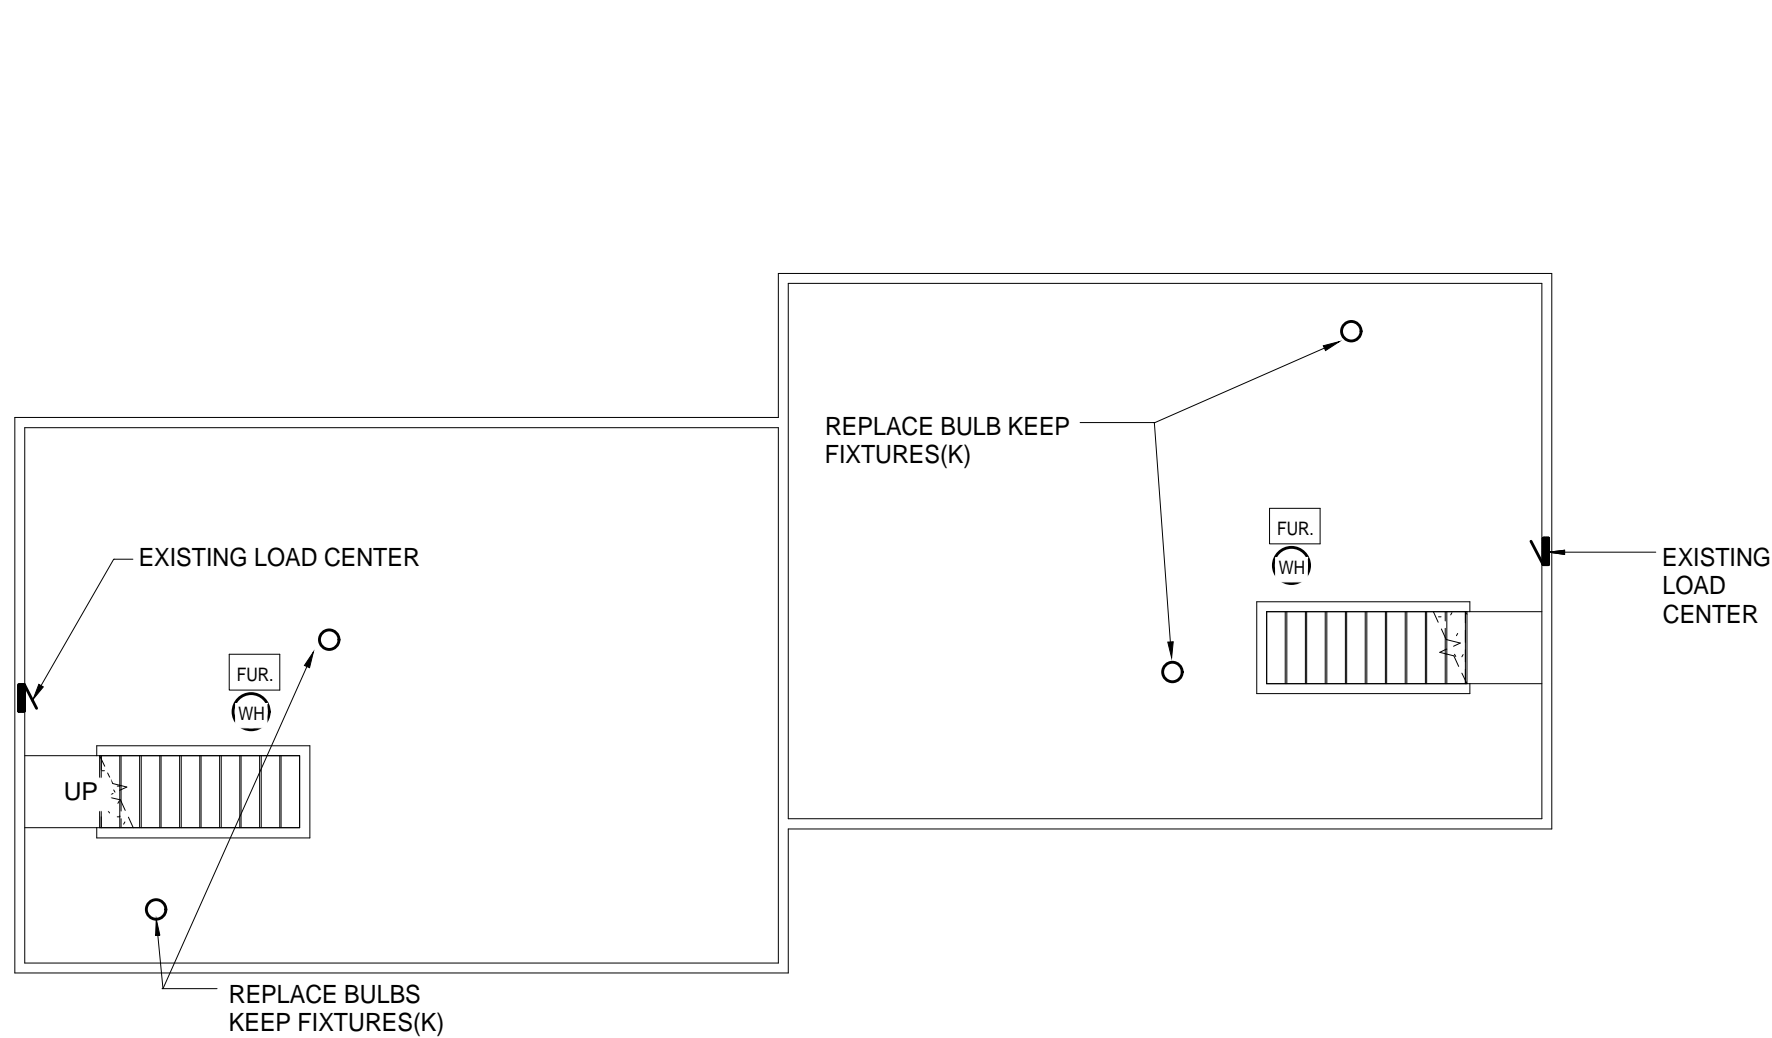 REPLACE BULB KEEP
FIXTURES(K)
FUR.
WH
EXISTING
LOAD
CENTER
EXISTING LOAD CENTER
FUR.
WH
UP
REPLACE BULBS
KEEP FIXTURES(K)